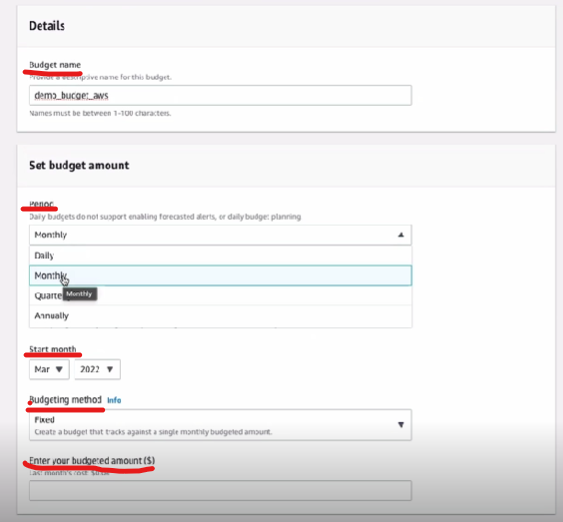 Details
Budget name
Provide a descriptive name for this budget.
demo_budget_aws
Names must be between 1-100 characters.
Set budget amount
Period
Daily budgets do not support enabling forecasted alerts, or daily budget planning.
Monthly
Daily
Monthly
Quarte
Monthly
Annually
Start month
Mar
2022
Budgeting method Info
Fixed
Create a budget that tracks against a single monthly budgeted amount.
Enter your budgeted amount ($)
Last month's cost: